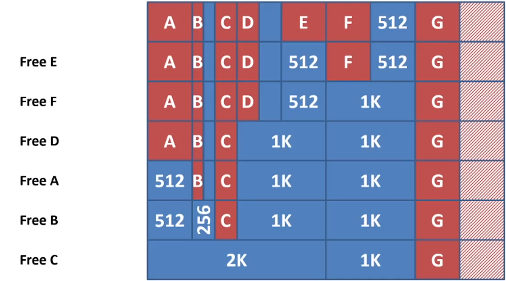 A B C D E F 512 G
Free E A B C D 512 F 512 G
Free F A B C D 512 1K G
Free D A B C 1K 1K G
Free A 512 B C 1K 1K G
Free B 512 256 C 1K 1K G
Free C 2K 1K G